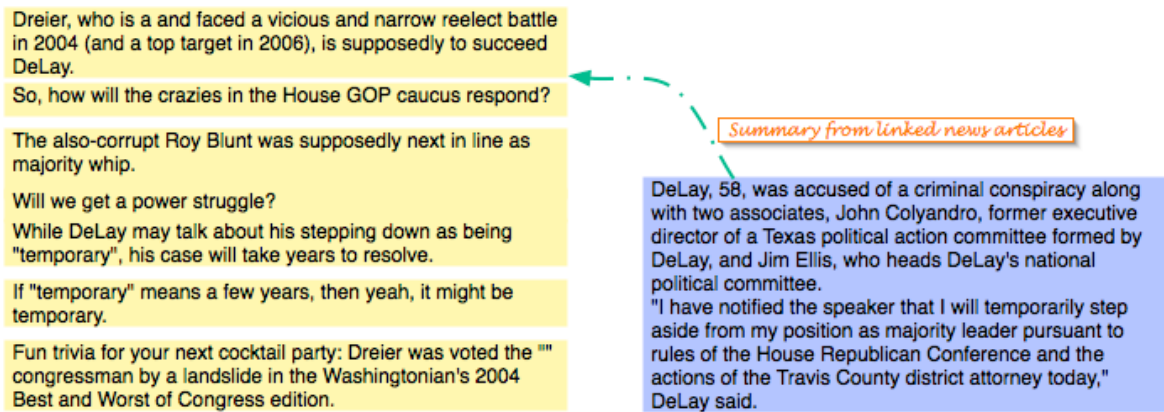 Dreier, who is a and faced a vicious and narrow reelect battle
in 2004 (and a top target in 2006), is supposedly to succeed
DeLay.
So, how will the crazies in the House GOP caucus respond?
The also-corrupt Roy Blunt was supposedly next in line as
majority whip.
Will we get a power struggle?
While DeLay may talk about his stepping down as being
"temporary", his case will take years to resolve.
If "temporary" means a few years, then yeah, it might be
temporary.
Fun trivia for your next cocktail party: Dreier was voted the ""
congressman by a landslide in the Washingtonian's 2004
Best and Worst of Congress edition.
Summary from linked news articles
DeLay, 58, was accused of a criminal conspiracy along
with two associates, John Colyandro, former executive
director of a Texas political action committee formed by
DeLay, and Jim Ellis, who heads DeLay's national
political committee.
"I have notified the speaker that I will temporarily step
aside from my position as majority leader pursuant to
rules of the House Republican Conference and the
actions of the Travis County district attorney today,"
DeLay said.